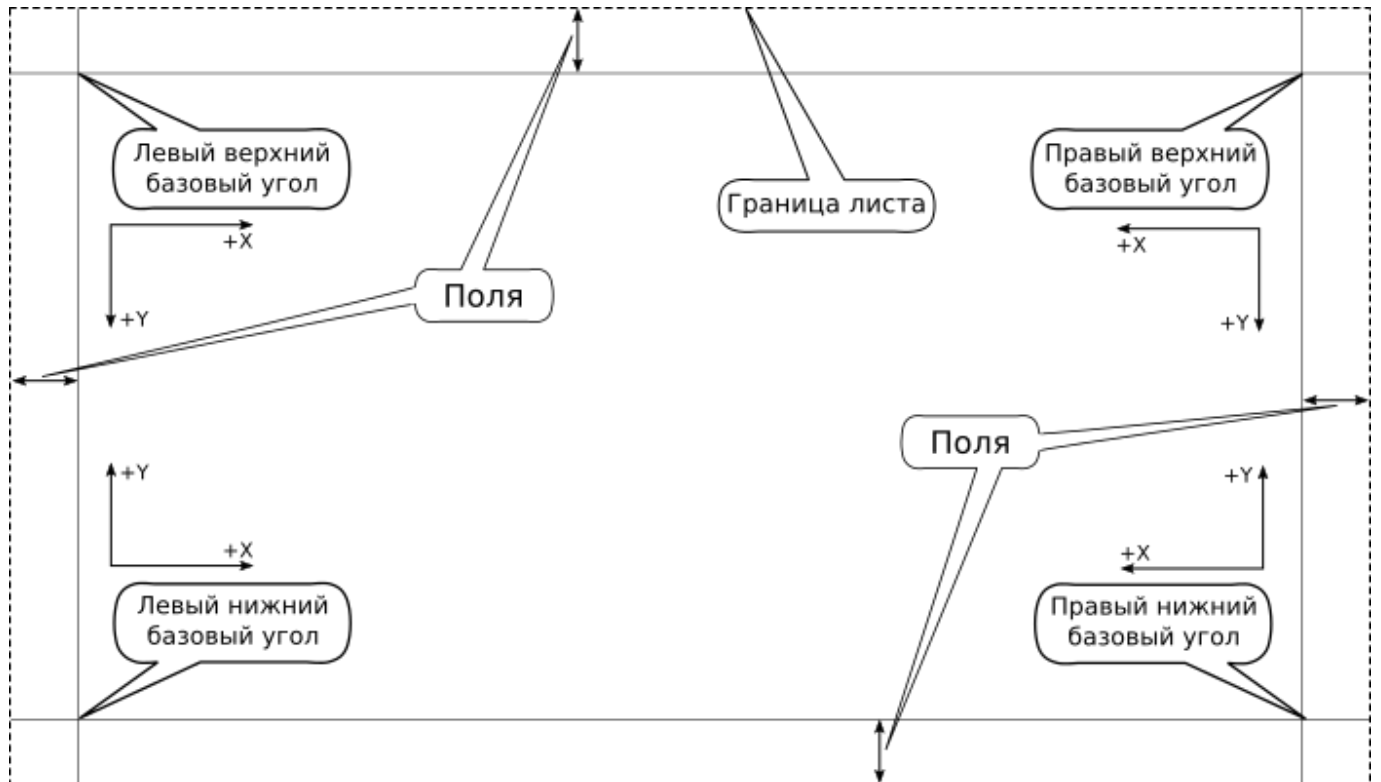 Левый верхний
базовый угол
Правый верхний
базовый угол
Граница листа
+X
+X
Поля
+Y
+Y
Поля
+Y
+Y
+X
+X
Левый нижний
базовый угол
Правый нижний
базовый угол